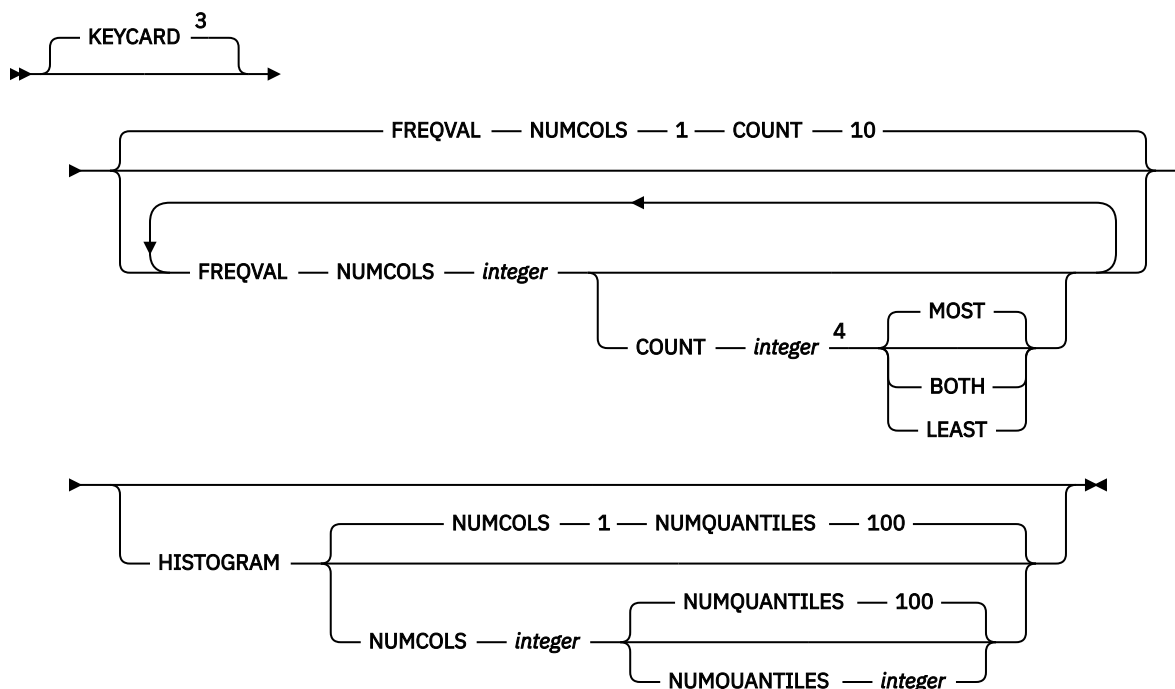 KEYCARD 3
FREQVAL NUMCOLS 1 COUNT 10
FREQVAL NUMCOLS integer
COUNT integer 4
MOST
BOTH
LEAST
HISTOGRAM
NUMCOLS 1 NUMQUANTILES 100
NUMCOLS integer
NUMQUANTILES 100
NUMQUANTILES integer